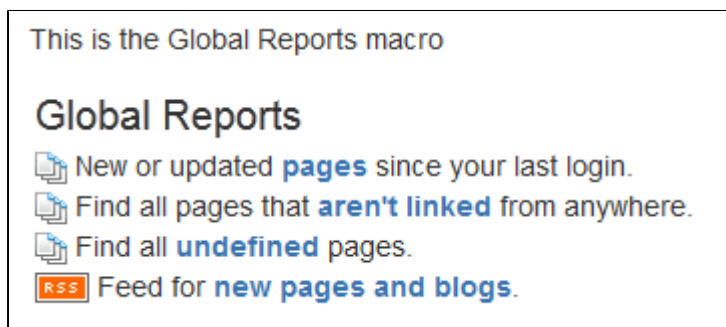 This is the Global Reports macro
Global Reports
New or updated pages since your last login.
Find all pages that aren't linked from anywhere.
Find all undefined pages.
RSS Feed for new pages and blogs.